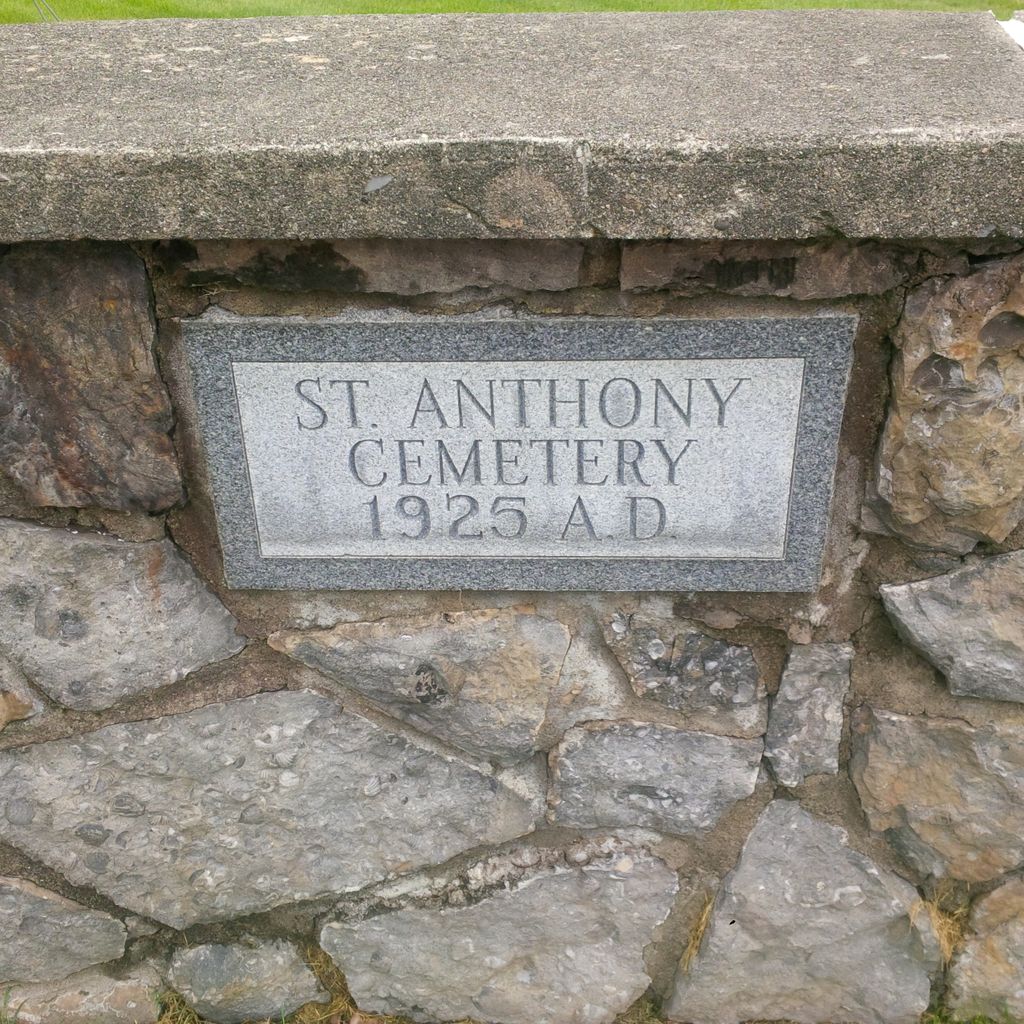 ST. ANTHONY
CEMETERY
1925 A.D.